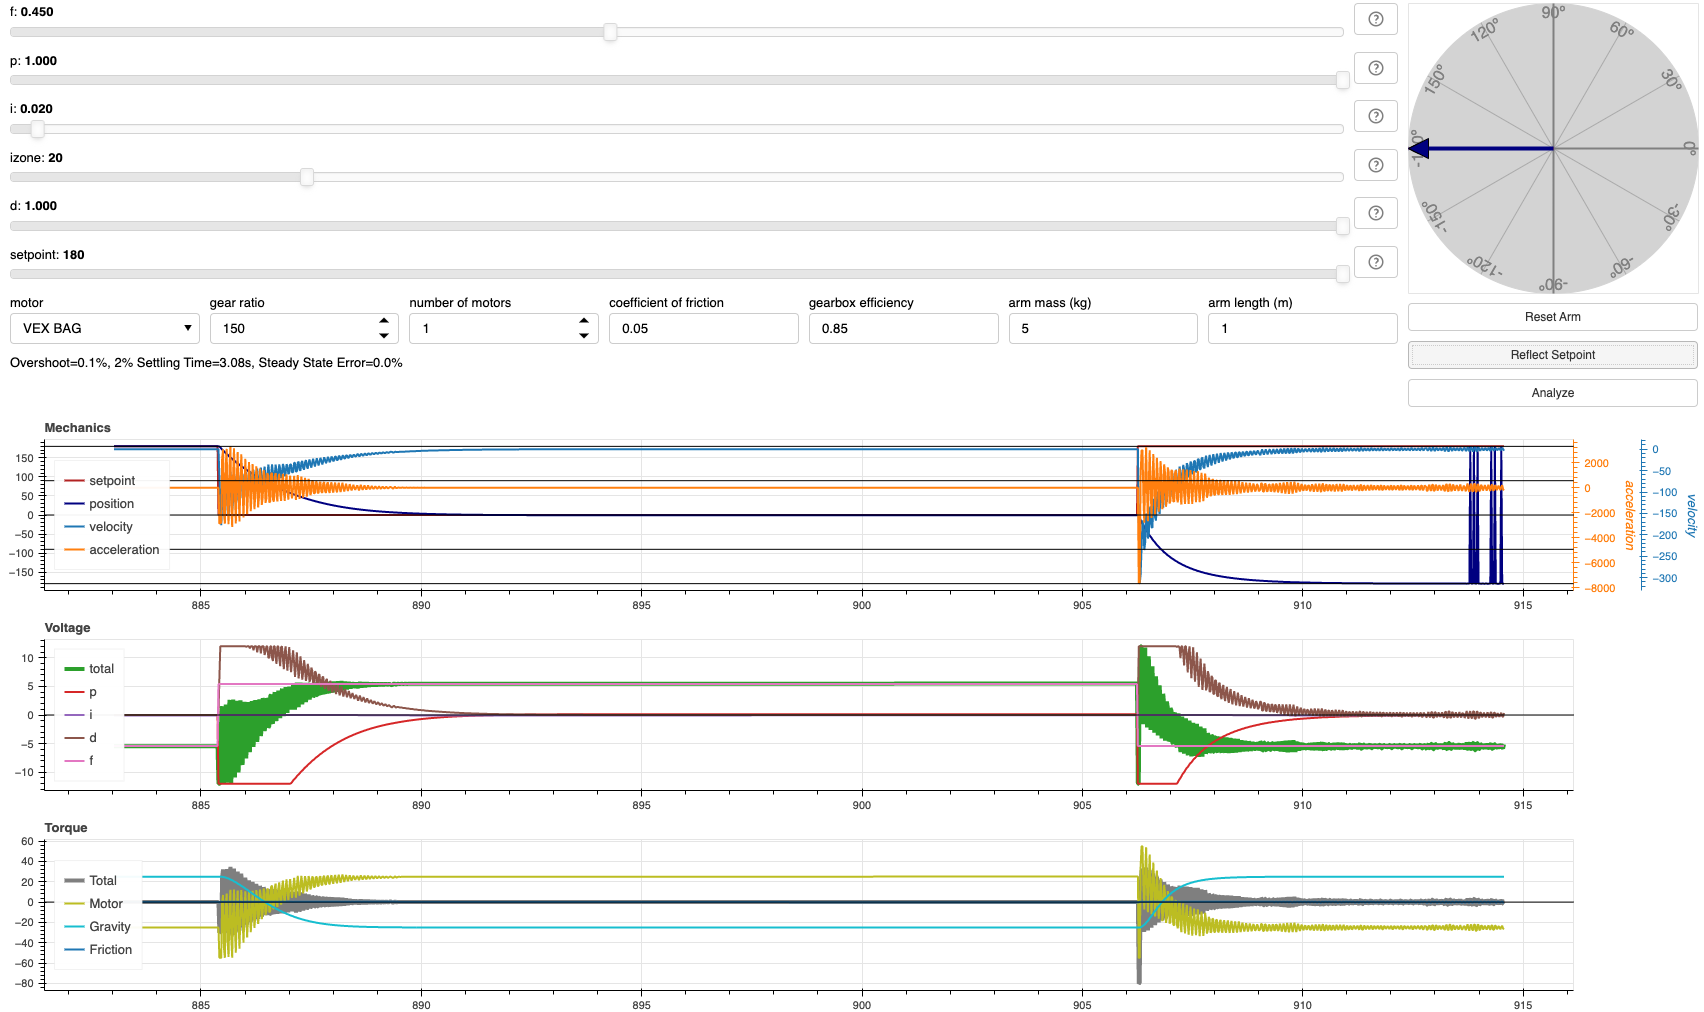 f: 0.450
p: 1.000
i: 0.020
izone: 20
d: 1.000
setpoint: 180
90°
120°
60°
150°
30°
0°
-150°
-30°
-120°
-60°
-90°
motor
gear ratio
number of motors
coefficient of friction
gearbox efficiency
arm mass (kg)
arm length (m)
VEX BAG
150
1
0.05
0.85
5
1
Reset Arm
Reflect Setpoint
Analyze
Overshoot=0.1%, 2% Settling Time=3.08s, Steady State Error=0.0%
Mechanics
150
100
50
0
−50
−100
−150
setpoint
position
velocity
acceleration
2000
0
−2000
−4000
−6000
−8000
acceleration
0
−50
−100
−150
−200
−250
−300
velocity
885
890
895
900
905
910
915
Voltage
10
5
0
−5
−10
total
p
i
d
f
885
890
895
900
905
910
915
Torque
60
40
20
0
−20
−40
−60
−80
Total
Motor
Gravity
Friction
885
890
895
900
905
910
915